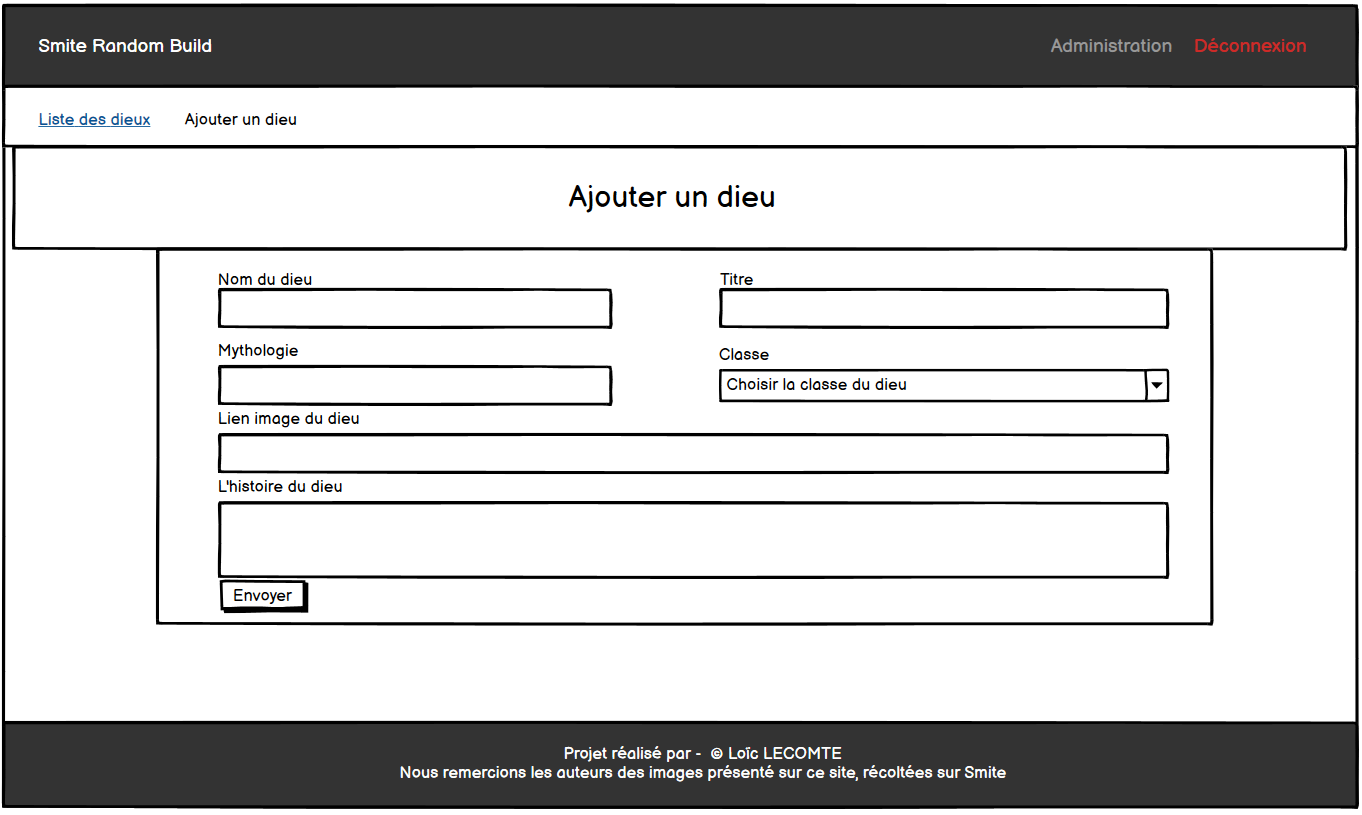 Smite Random Build
Administration
Déconnexion
Liste des dieux
Ajouter un dieu
Ajouter un dieu
Nom du dieu
Titre
Mythologie
Classe
Choisir la classe du dieu
Lien image du dieu
L'histoire du dieu
Envoyer
Projet réalisé par - © Loïc LECOMTE
Nous remercions les auteurs des images présenté sur ce site, récoltées sur Smite